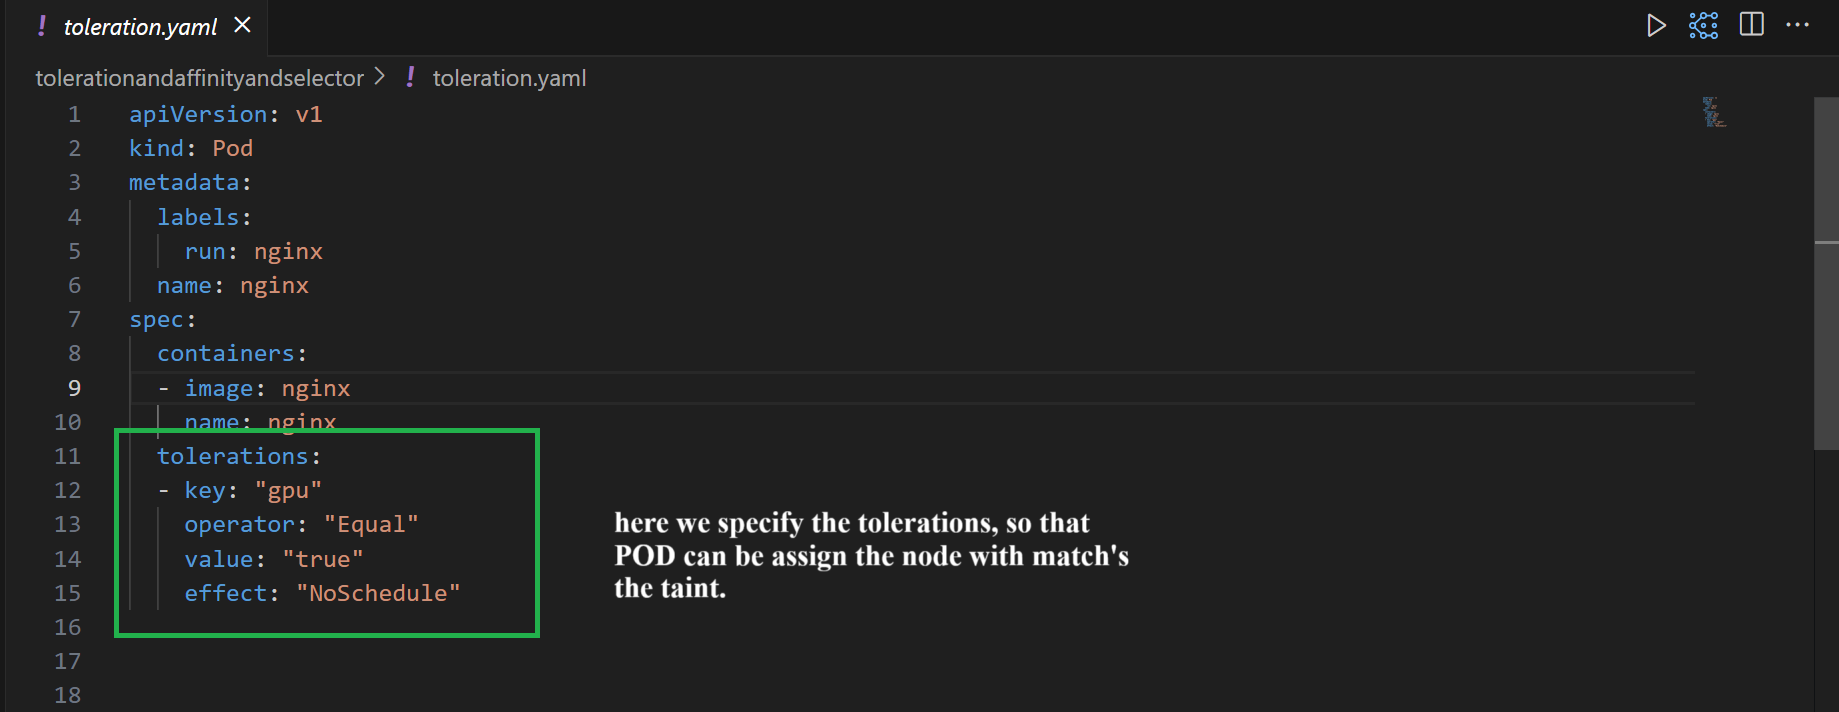 toleration.yaml
tolerationandaffinityandselector > ! toleration.yaml
1 apiVersion: v1
2 kind: Pod
3 metadata:
4   labels:
5     run: nginx
6   name: nginx
7 spec:
8   containers:
9   - image: nginx
10     name: nginx
11   tolerations:
12   - key: "gpu"
13     operator: "Equal"
14     value: "true"
15     effect: "NoSchedule"
16
17
18
here we specify the tolerations, so that
POD can be assign the node with match's
the taint.